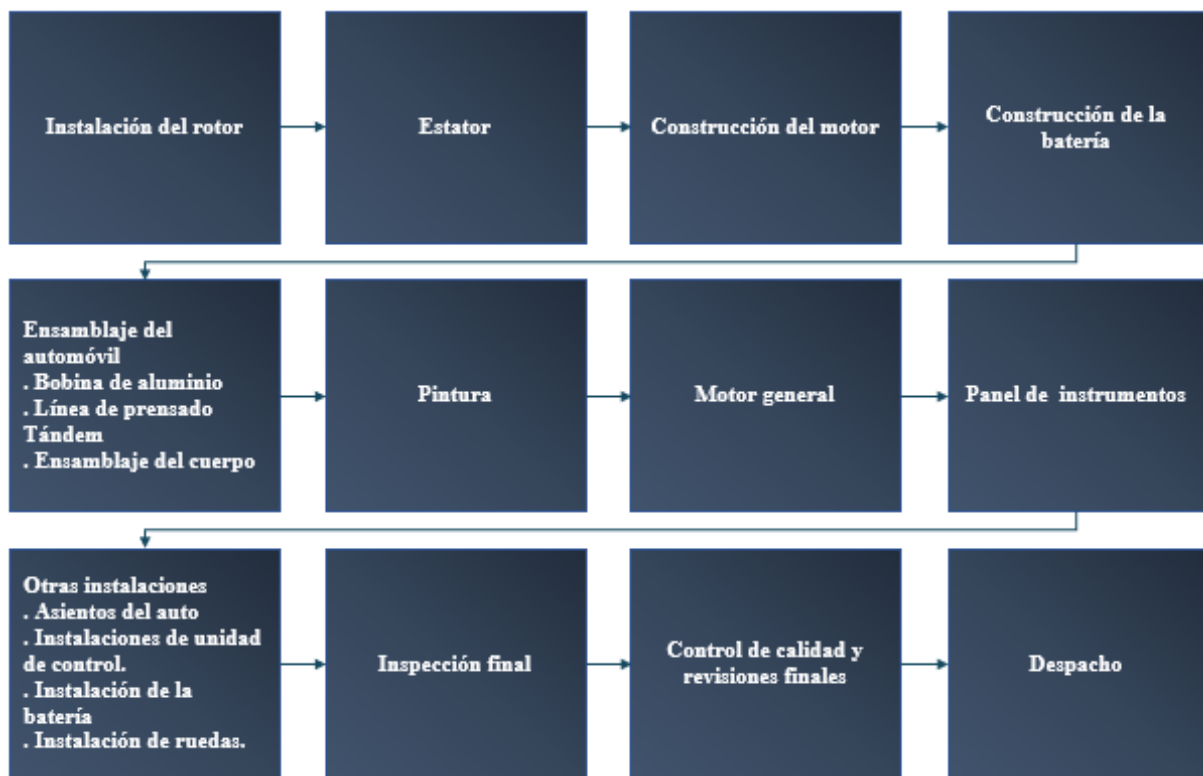 Instalación del rotor
Estator
Construcción del motor
Construcción de la
batería
Ensamblaje del
automóvil
. Bobina de aluminio
. Línea de prensado
Tándem
. Ensamblaje del cuerpo
Pintura
Motor general
Panel de  instrumentos
Otras instalaciones
. Asientos del auto
. Instalaciones de unidad
de control.
. Instalación de la
batería
. Instalación de ruedas.
Inspección final
Control de calidad y
revisiones finales
Despacho